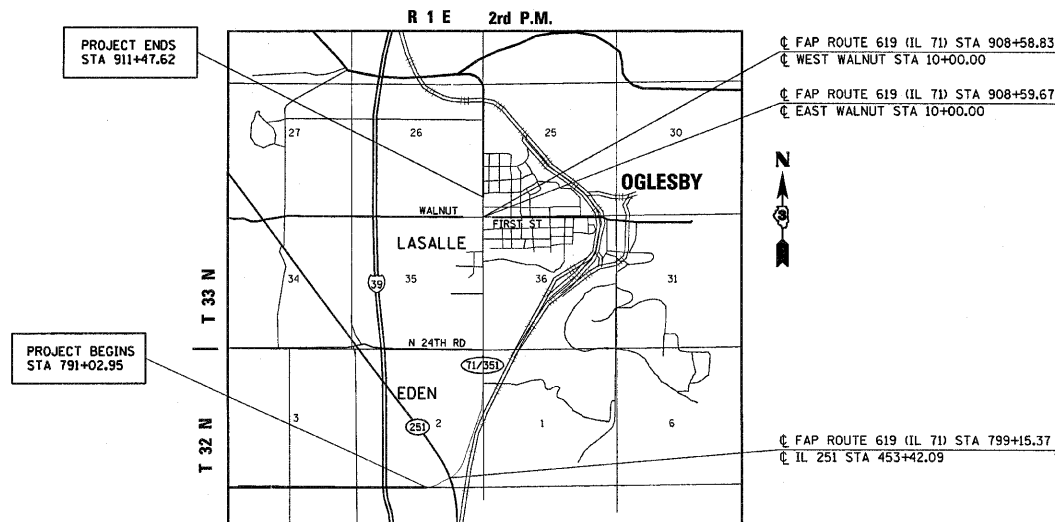 R 1 E 2nd P.M.
PROJECT ENDS
STA 911+47.62
℄ FAP ROUTE 619 (IL 71) STA 908+58.83
℄ WEST WALNUT STA 10+00.00
℄ FAP ROUTE 619 (IL 71) STA 908+59.67
℄ EAST WALNUT STA 10+00.00
27
26
25
30
N
3
OGLESBY
WALNUT
FIRST ST
LASALLE
34
39
35
36
31
T 33 N
N 24TH RD
PROJECT BEGINS
STA 791+02.95
71/351
EDEN
3
251
2
1
6
T 32 N
℄ FAP ROUTE 619 (IL 71) STA 799+15.37
℄ IL 251 STA 453+42.09